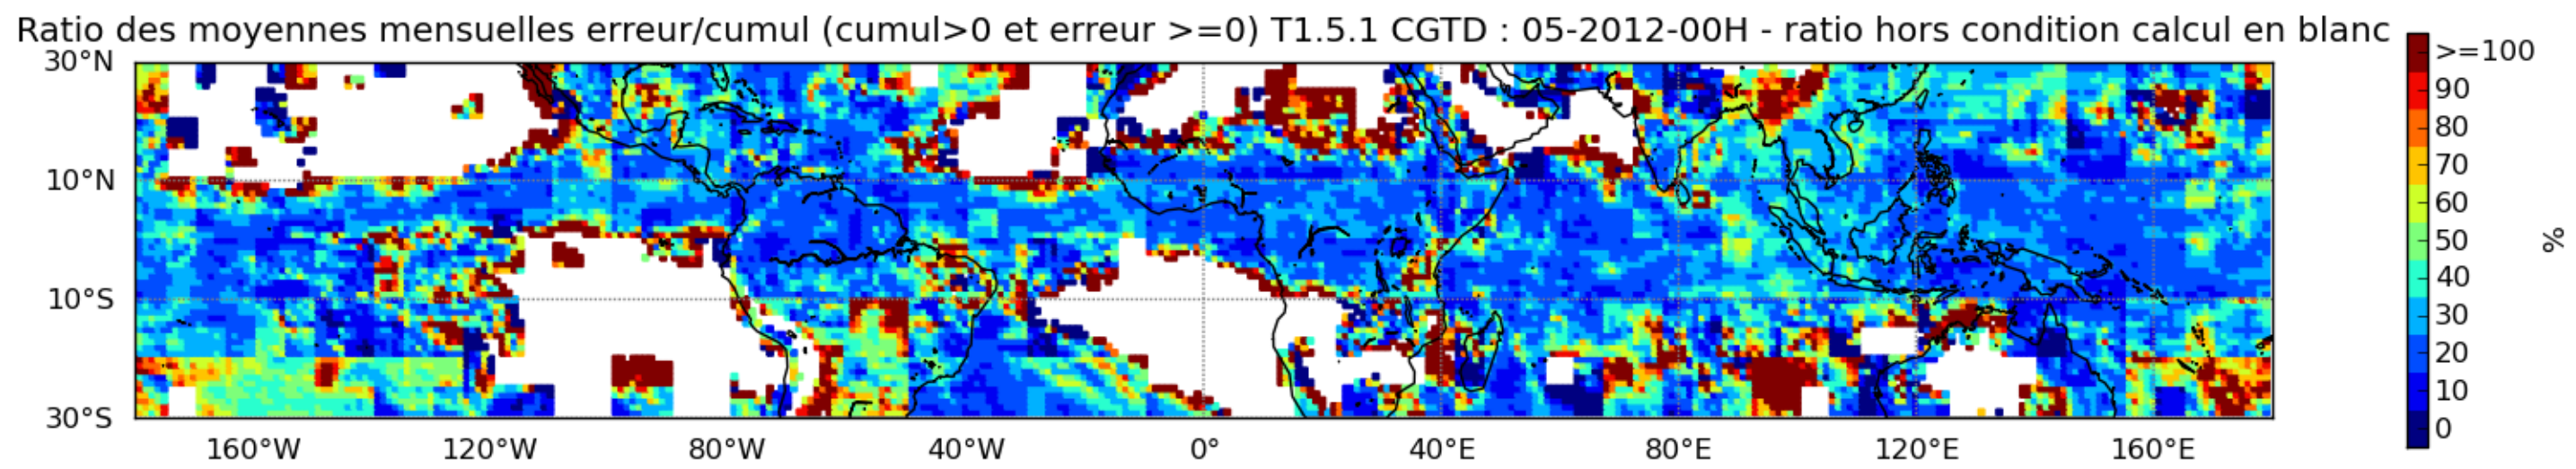 Ratio des moyennes mensuelles erreur/cumul (cumul>0 et erreur >=0) T1.5.1 CGTD : 05-2012-00H - ratio hors condition calcul en blanc
30°N
10°N
10°S
30°S
160°W 120°W 80°W 40°W 0° 40°E 80°E 120°E 160°E
>=100
90
80
70
60
50
40
30
20
10
0
%